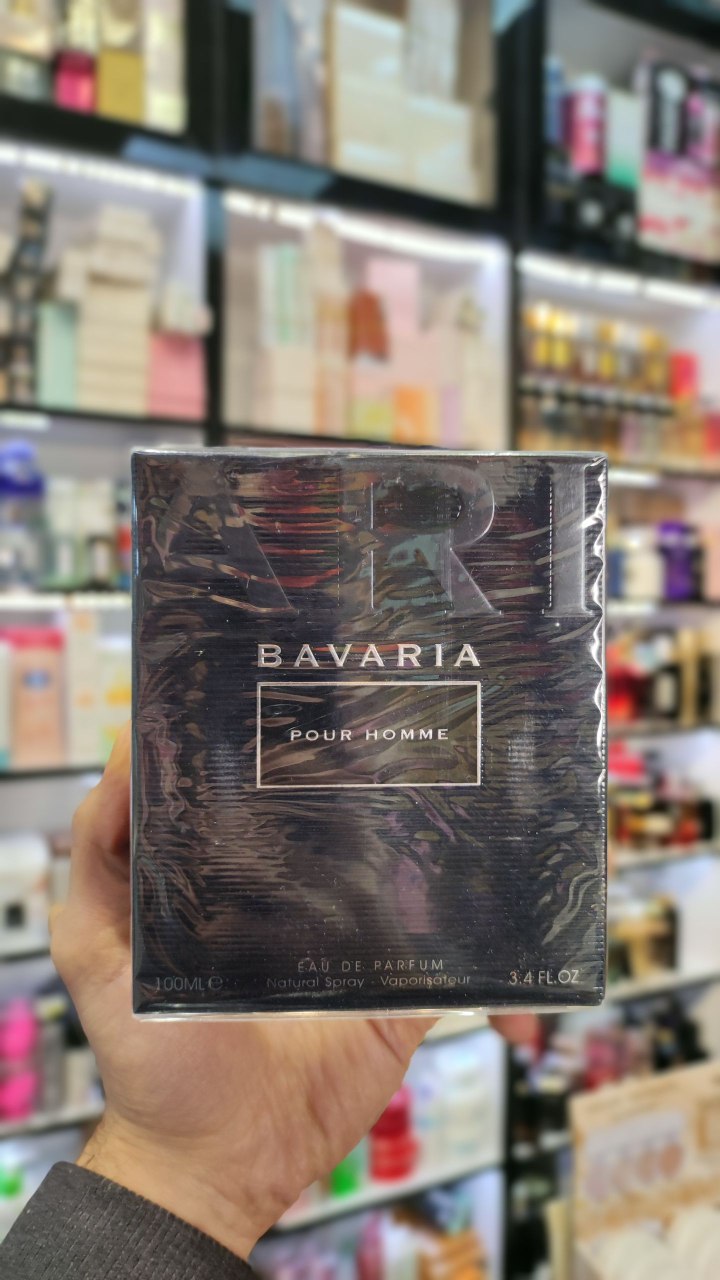 ARI
BAVARIA
POUR HOMME
EAU DE PARFUM
100ML e Natural Spray - Vaporisateur 3.4 FL.OZ